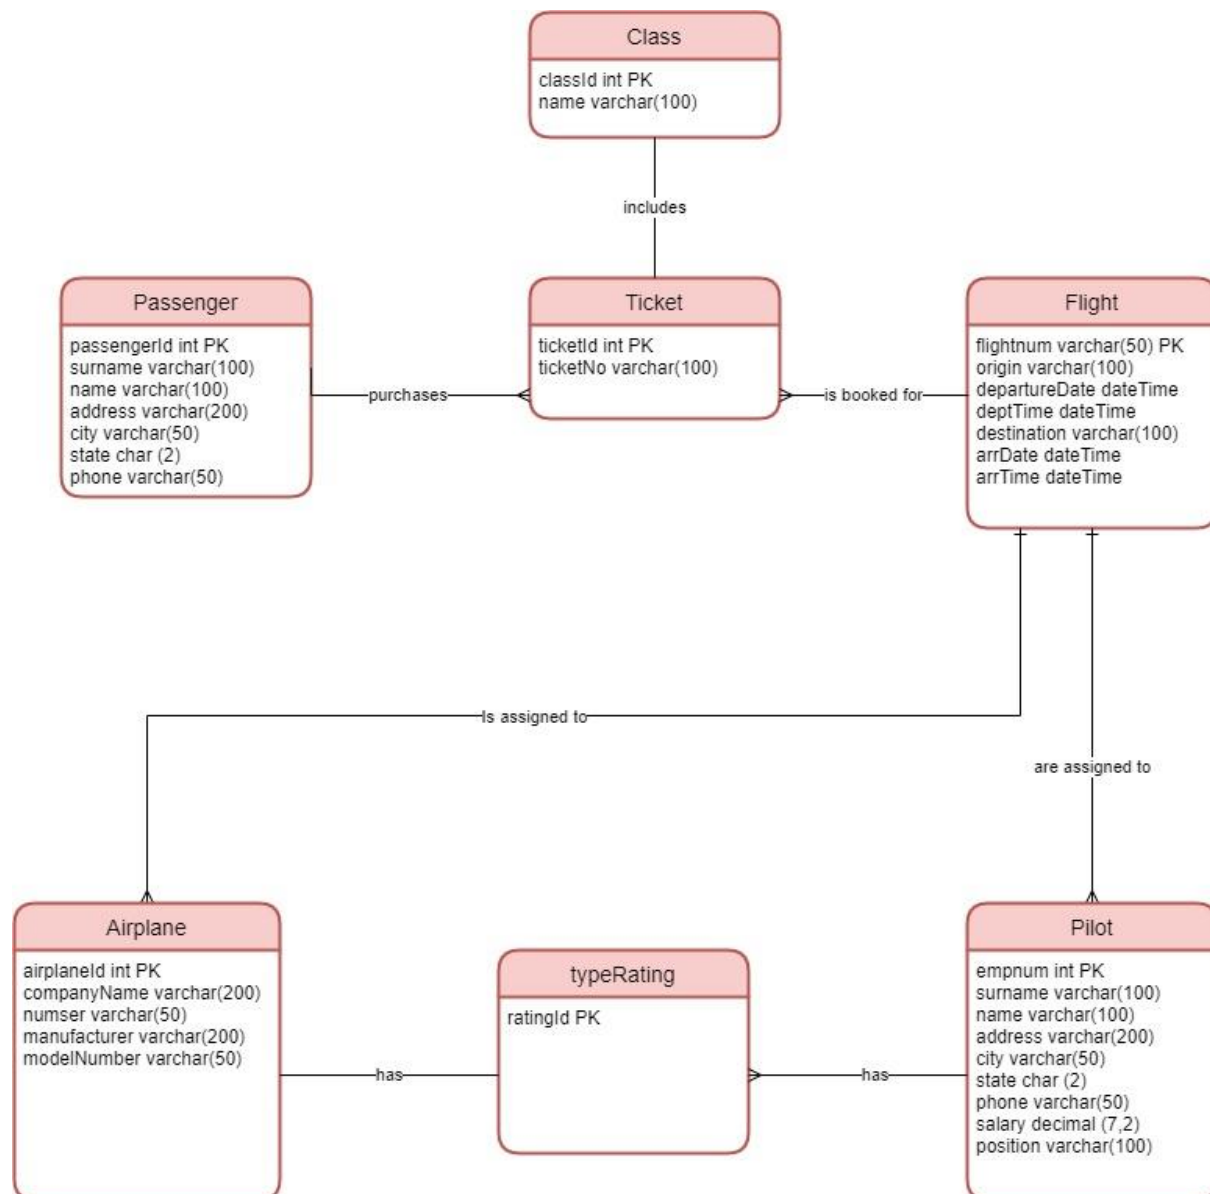 Class
classId int PK
name varchar(100)
includes
Passenger
passengerId int PK
surname varchar(100)
name varchar(100)
address varchar(200)
city varchar(50)
state char (2)
phone varchar(50)
purchases
Ticket
ticketId int PK
ticketNo varchar(100)
is booked for
Flight
flightnum varchar(50) PK
origin varchar(100)
departureDate dateTime
deptTime dateTime
destination varchar(100)
arrDate dateTime
arrTime dateTime
Is assigned to
are assigned to
Airplane
airplaneId int PK
companyName varchar(200)
numser varchar(50)
manufacturer varchar(200)
modelNumber varchar(50)
has
typeRating
ratingId PK
has
Pilot
empnum int PK
surname varchar(100)
name varchar(100)
address varchar(200)
city varchar(50)
state char (2)
phone varchar(50)
salary decimal (7,2)
position varchar(100)